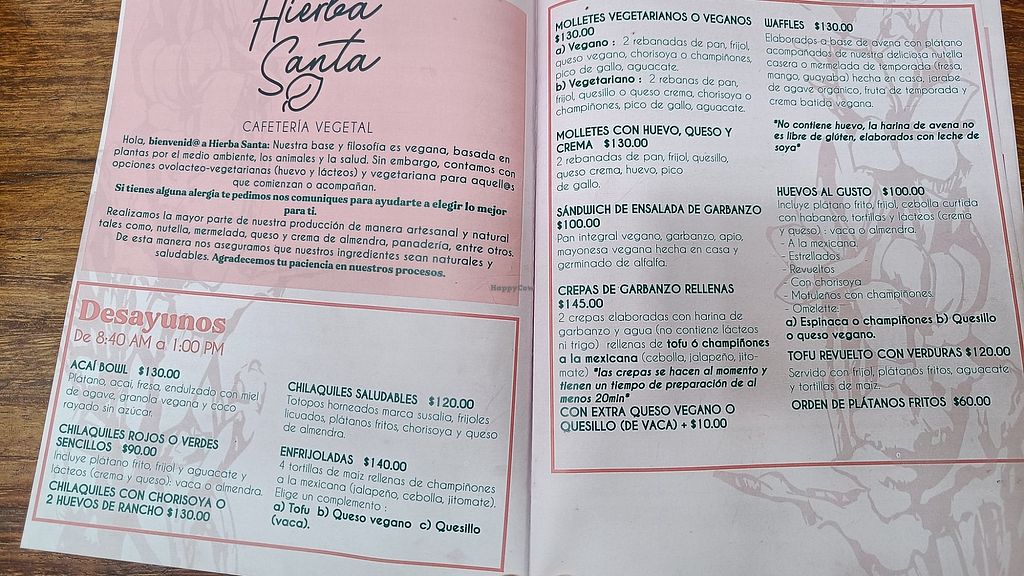 Hierba
Santa
CAFETERÍA VEGETAL
Hola, bienvenid@ a Hierba Santa: Nuestra base y filosofía es vegana, basada en
plantas por el medio ambiente, los animales y la salud. Sin embargo, contamos con
opciones ovolacteo-vegetarianas (huevo y lácteos) y vegetariana para aquell@s
que comienzan o acompañan.
Si tienes alguna alergia te pedimos nos comuniques para ayudarte a elegir lo mejor
para ti.
Realizamos la mayor parte de nuestra producción de manera artesanal y natural
tales como, nutella, mermelada, queso y crema de almendra, panadería, entre otros.
De esta manera nos aseguramos que nuestros ingredientes sean naturales y
saludables. Agradecemos tu paciencia en nuestros procesos.
Desayunos
De 8:40 AM a 1:00 PM
ACAÍ BOWL $130.00
Plátano, acai, fresa, endulzado con miel
de agave, granola vegana y coco
rayado sin azúcar.
CHILAQUILES ROJOS O VERDES
SENCILLOS $90.00
Incluye plátano frito, frijol y aguacate y
lácteos (crema y queso): vaca o almendra.
CHILAQUILES CON CHORISOYA O
2 HUEVOS DE RANCHO $130.00
CHILAQUILES SALUDABLES $120.00
Totopos horneados marca susalia, frijoles
licuados, plátanos fritos, chorisoya y queso
de almendra.
ENFRIJOLADAS $140.00
4 tortillas de maiz rellenas de champiñones
a la mexicana (jalapeño, cebolla, jitomate).
Elige un complemento :
a) Tofu b) Queso vegano c) Quesillo
(vaca).
MOLLETES VEGETARIANOS O VEGANOS
$130.00
a) Vegano : 2 rebanadas de pan, frijol,
queso vegano, chorisoya o champiñones,
pico de gallo, aguacate.
b) Vegetariano : 2 rebanas de pan,
frijol, quesillo o queso crema, chorisoya o
champiñones, pico de gallo, aguacate.
MOLLETES CON HUEVO, QUESO Y
CREMA $130.00
2 rebanadas de pan, frijol, quesillo,
queso crema, huevo, pico
de gallo.
SÁNDWICH DE ENSALADA DE GARBANZO
$100.00
Pan integral vegano, garbanzo, apio,
mayonesa vegana hecha en casa y
germinado de alfalfa.
CREPAS DE GARBANZO RELLENAS
$145.00
2 crepas elaboradas con harina de
garbanzo y agua (no contiene lácteos
ni trigo) rellenas de tofu ó champiñones
a la mexicana (cebolla, jalapeño, jito-
mate) *las crepas se hacen al momento y
tienen un tiempo de preparación de al
menos 20min*
CON EXTRA QUESO VEGANO O
QUESILLO (DE VACA) + $10.00
WAFFLES $130.00
Elaborados a base de avena con plátano
acompañados de nuestra deliciosa nutella
casera o mermelada de temporada (fresa,
mango, guayaba) hecha en casa, jarabe
de agave orgánico, fruta de temporada y
crema batida vegana.
*No contiene huevo, la harina de avena no
es libre de glúten, elaborados con leche de
soya*
HUEVOS AL GUSTO $100.00
Incluye plátano frito, frijol, cebolla curtida
con habanero, tortillas y lácteos (crema
y queso) : vaca o almendra.
- A la mexicana.
- Estrellados
- Revueltos
- Con chorisoya
- Motuleños con champiñones.
- Omelette:
a) Espinaca o champiñones b) Quesillo
o queso vegano.
TOFU REVUELTO CON VERDURAS $120.00
Servido con frijol, plátanos fritos, aguacate
y tortillas de maiz.
ORDEN DE PLÁTANOS FRITOS $60.00
HappyCow